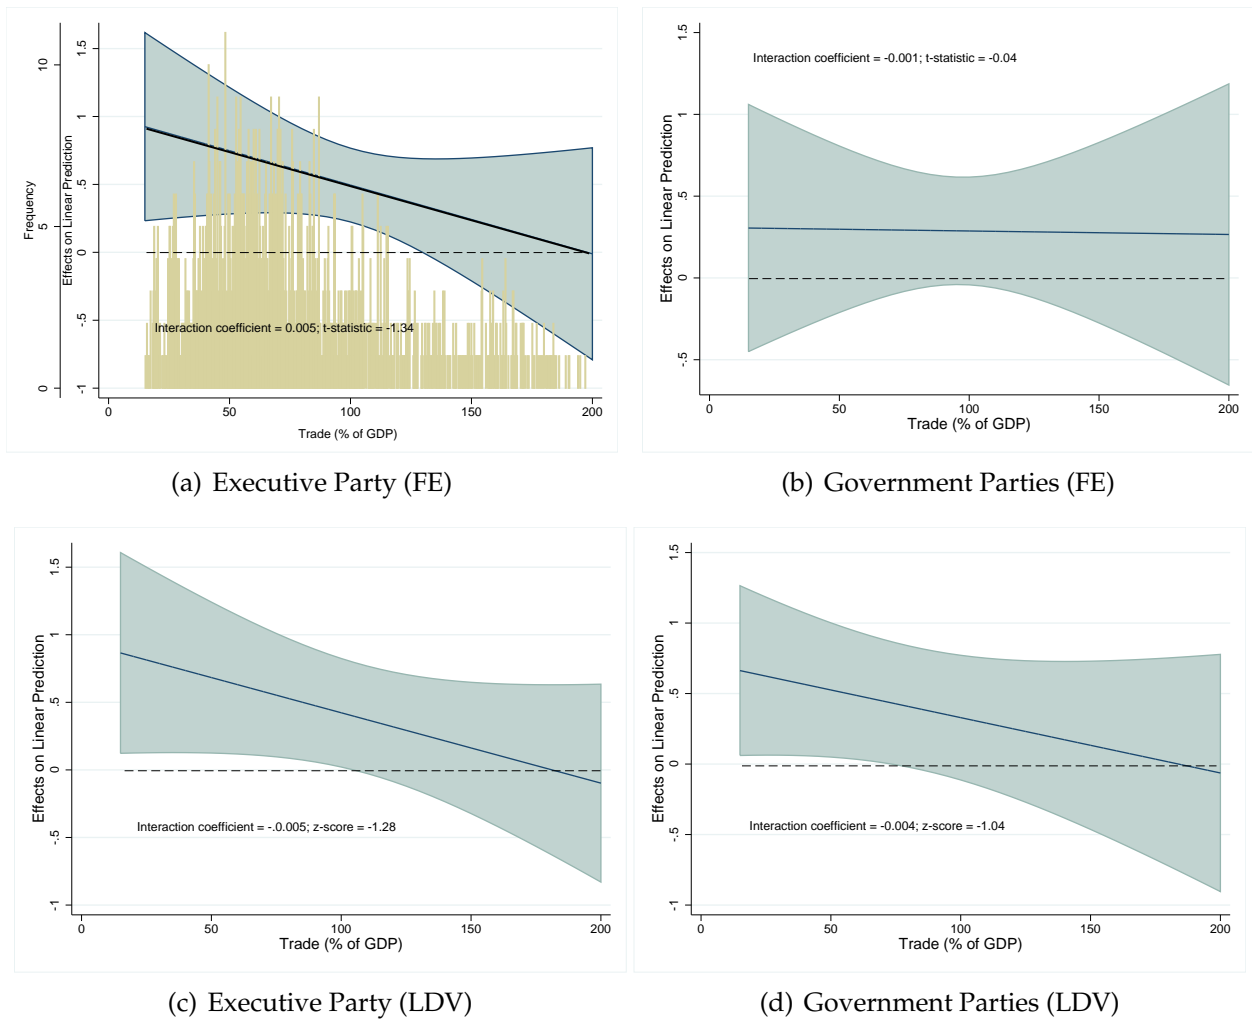 Frequency
0 5 10
Effects on Linear Prediction
-1 -.5 0 .5 1 1.5
Interaction coefficient = 0.005; t-statistic = -1.34
0 50 100 150 200
Trade (% of GDP)
(a) Executive Party (FE)
Effects on Linear Prediction
-.5 0 .5 1 1.5
Interaction coefficient = -0.001; t-statistic = -0.04
0 50 100 150 200
Trade (% of GDP)
(b) Government Parties (FE)
Effects on Linear Prediction
-1 -.5 0 .5 1 1.5
Interaction coefficient = -.0.005; z-score = -1.28
0 50 100 150 200
Trade (% of GDP)
(c) Executive Party (LDV)
Effects on Linear Prediction
-1 -.5 0 .5 1 1.5
Interaction coefficient = -0.004; z-score = -1.04
0 50 100 150 200
Trade (% of GDP)
(d) Government Parties (LDV)